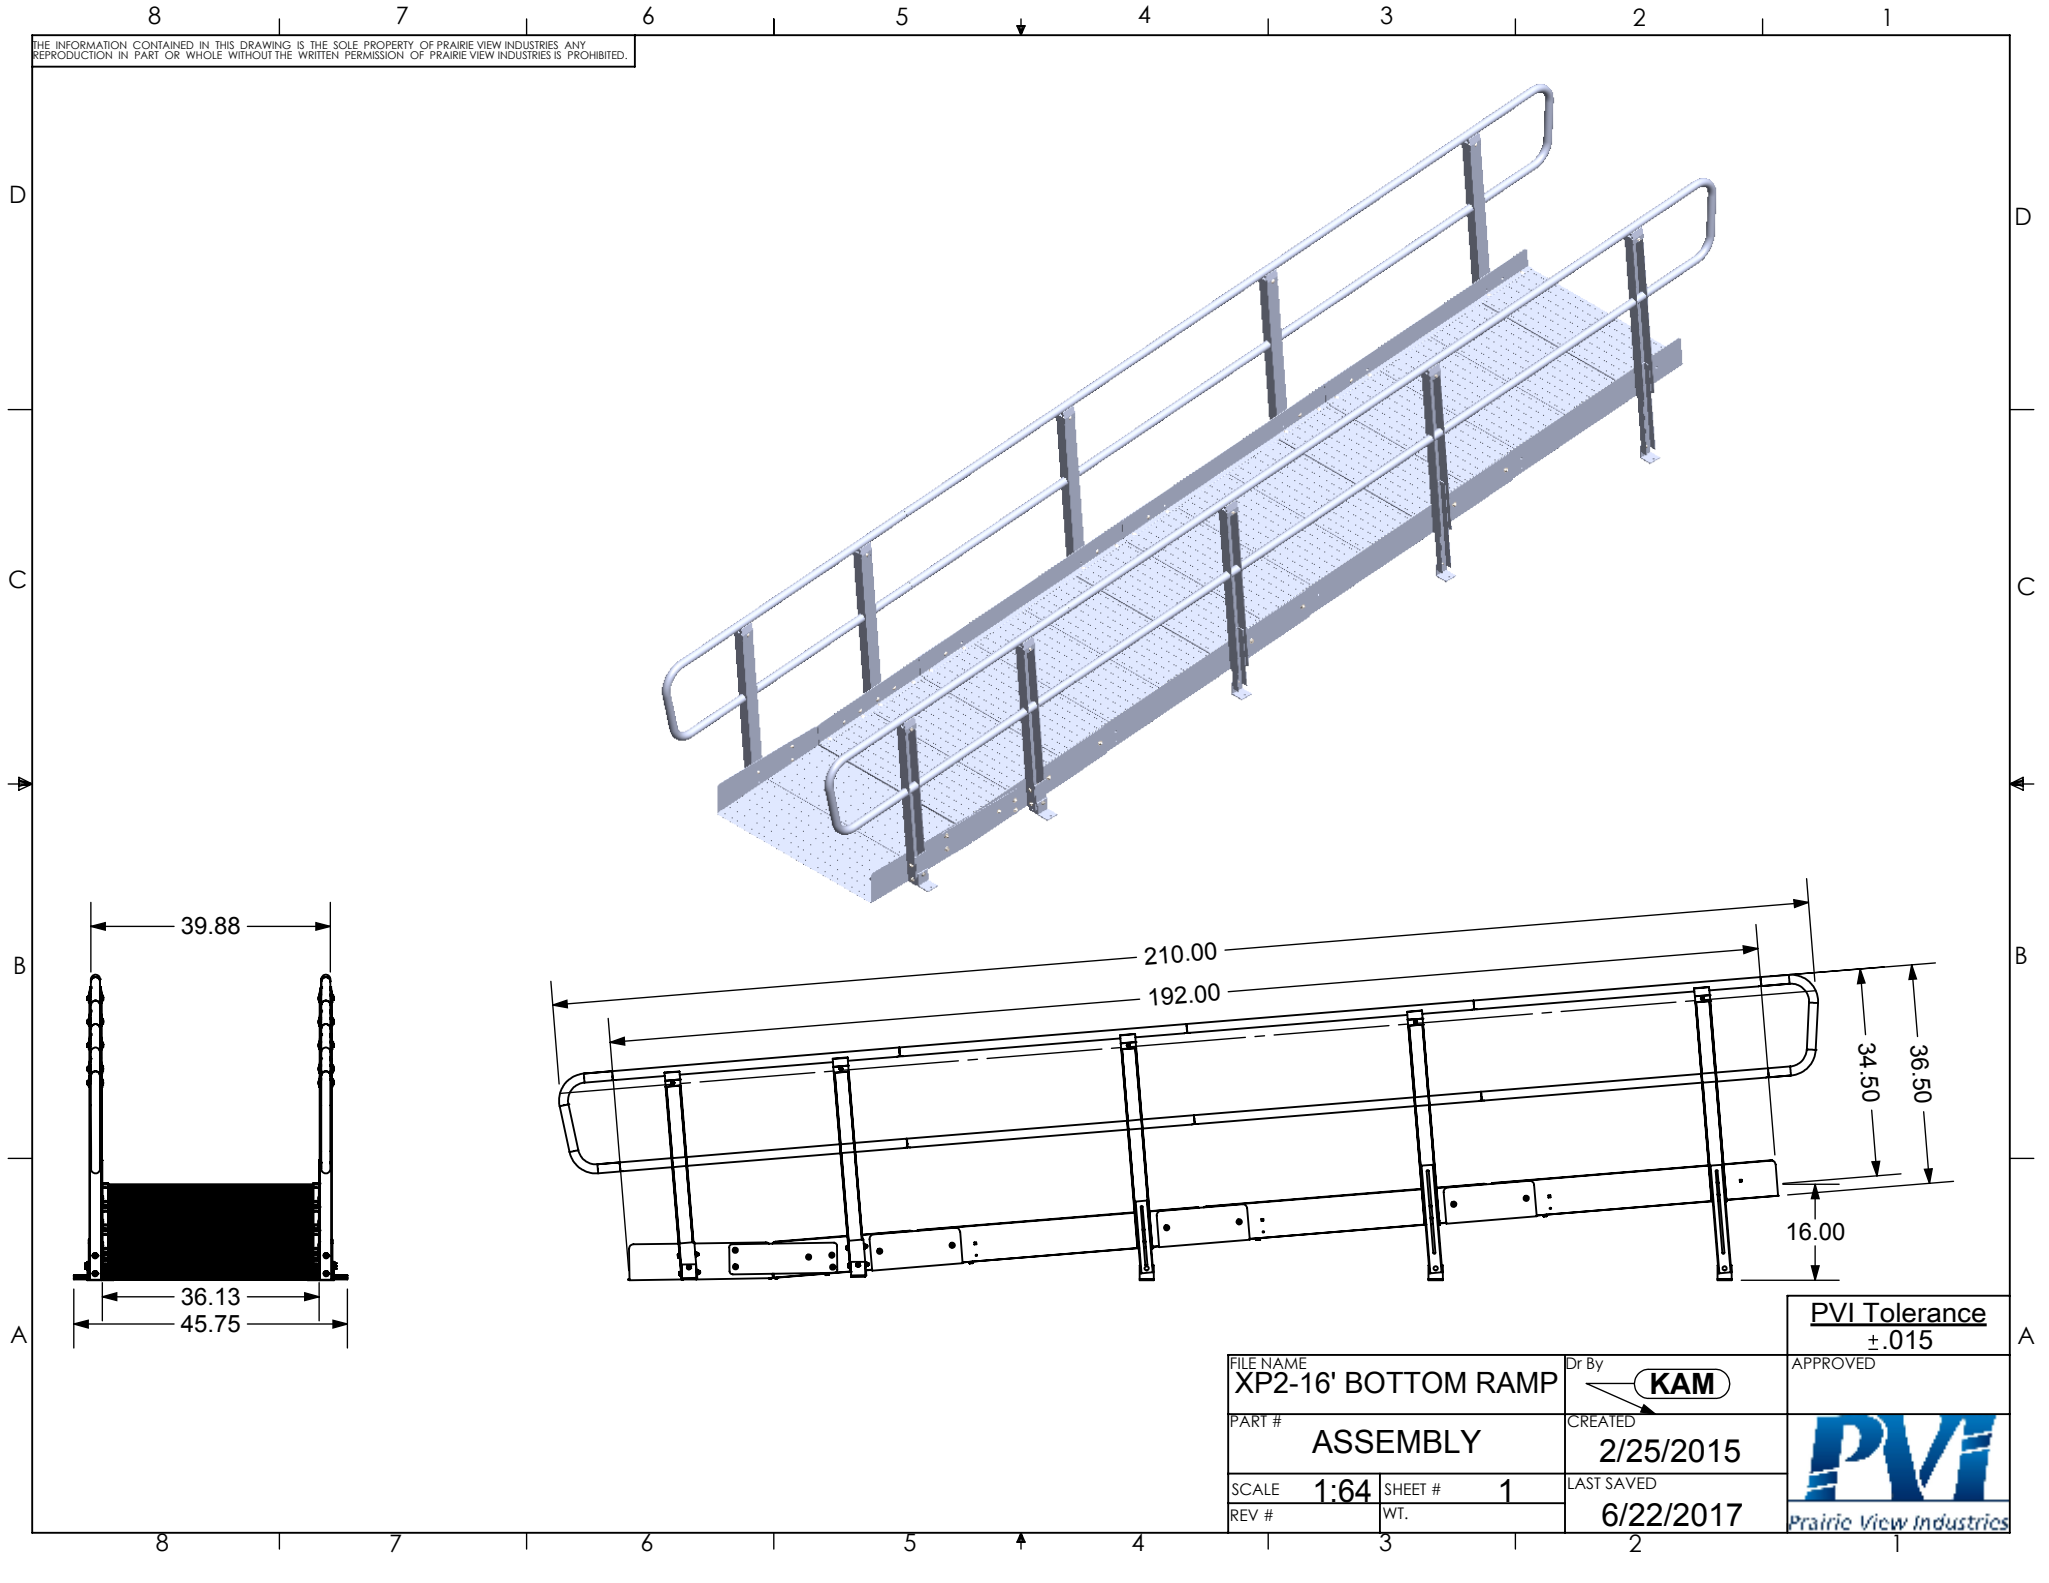 8 7 6 5 4 3 2 1
THE INFORMATION CONTAINED IN THIS DRAWING IS THE SOLE PROPERTY OF PRAIRIE VIEW INDUSTRIES ANY
REPRODUCTION IN PART OR WHOLE WITHOUT THE WRITTEN PERMISSION OF PRAIRIE VIEW INDUSTRIES IS PROHIBITED.
D D
C C
B B
A A
39.88
36.13
45.75
210.00
192.00
34.50
36.50
16.00
PVI Tolerance
±.015
FILE NAME
XP2-16' BOTTOM RAMP
Dr By
KAM
APPROVED
PART #
ASSEMBLY
CREATED
2/25/2015
SCALE 1:64
SHEET # 1
LAST SAVED
6/22/2017
REV #
WT.
PVI
Prairie View Industries
8 7 6 5 4 3 2 1